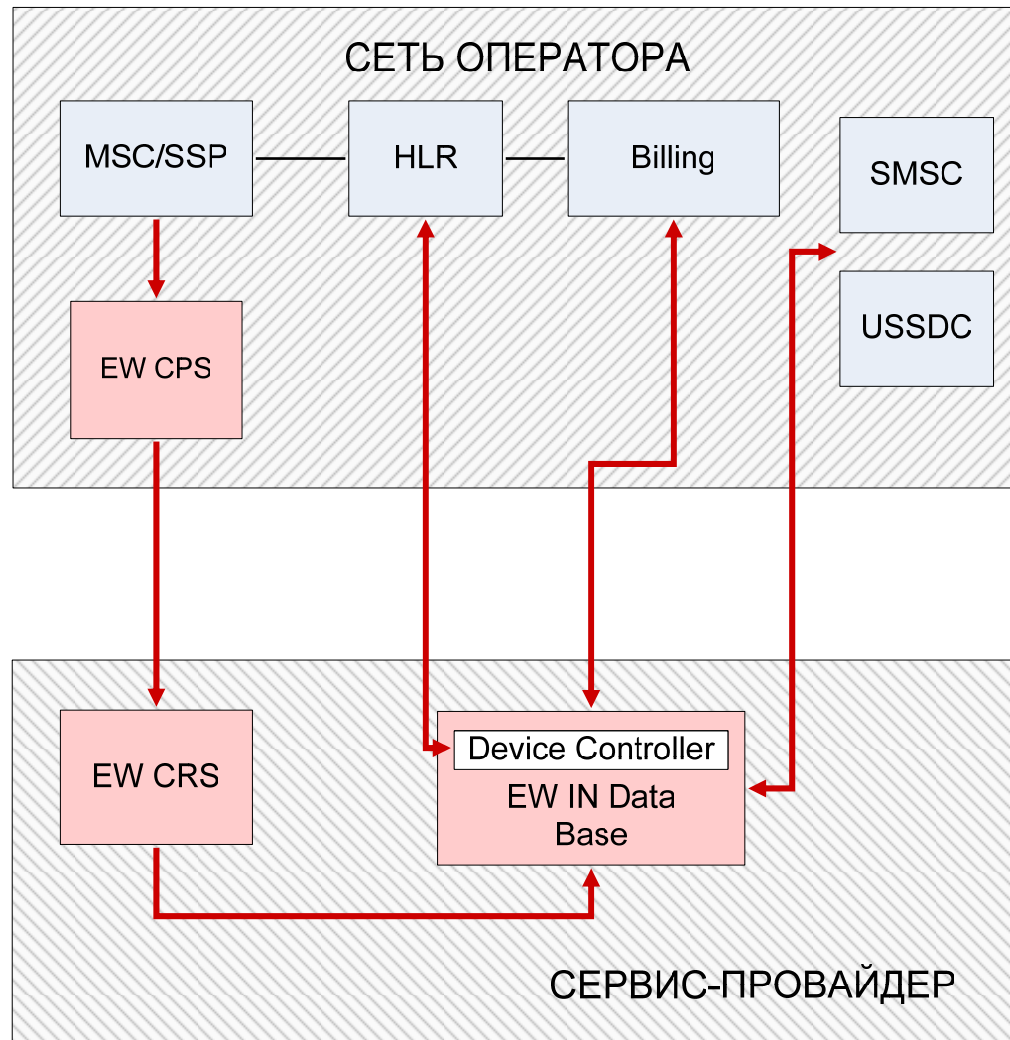 СЕТЬ ОПЕРАТОРА
MSC/SSP
HLR
Billing
SMSC
USSDC
EW CPS
EW CRS
Device Controller
EW IN Data
Base
СЕРВИС-ПРОВАЙДЕР